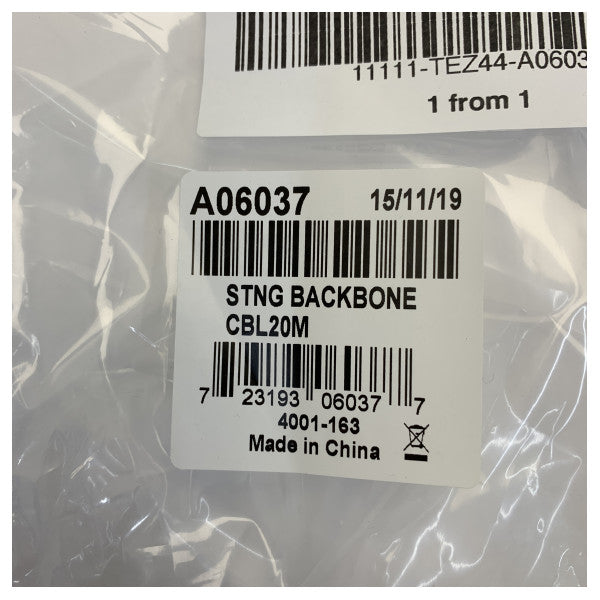 11111-TEZ44-A0603
1 from 1
A06037 15/11/19
STNG BACKBONE
CBL20M
7 23193 06037 7
4001-163
Made in China